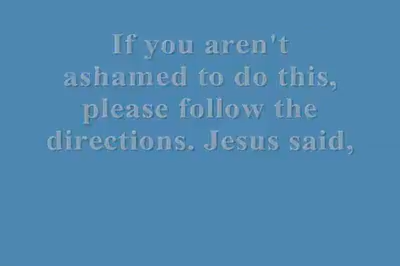 If you aren't
ashamed to do this,
please follow the
directions. Jesus said,